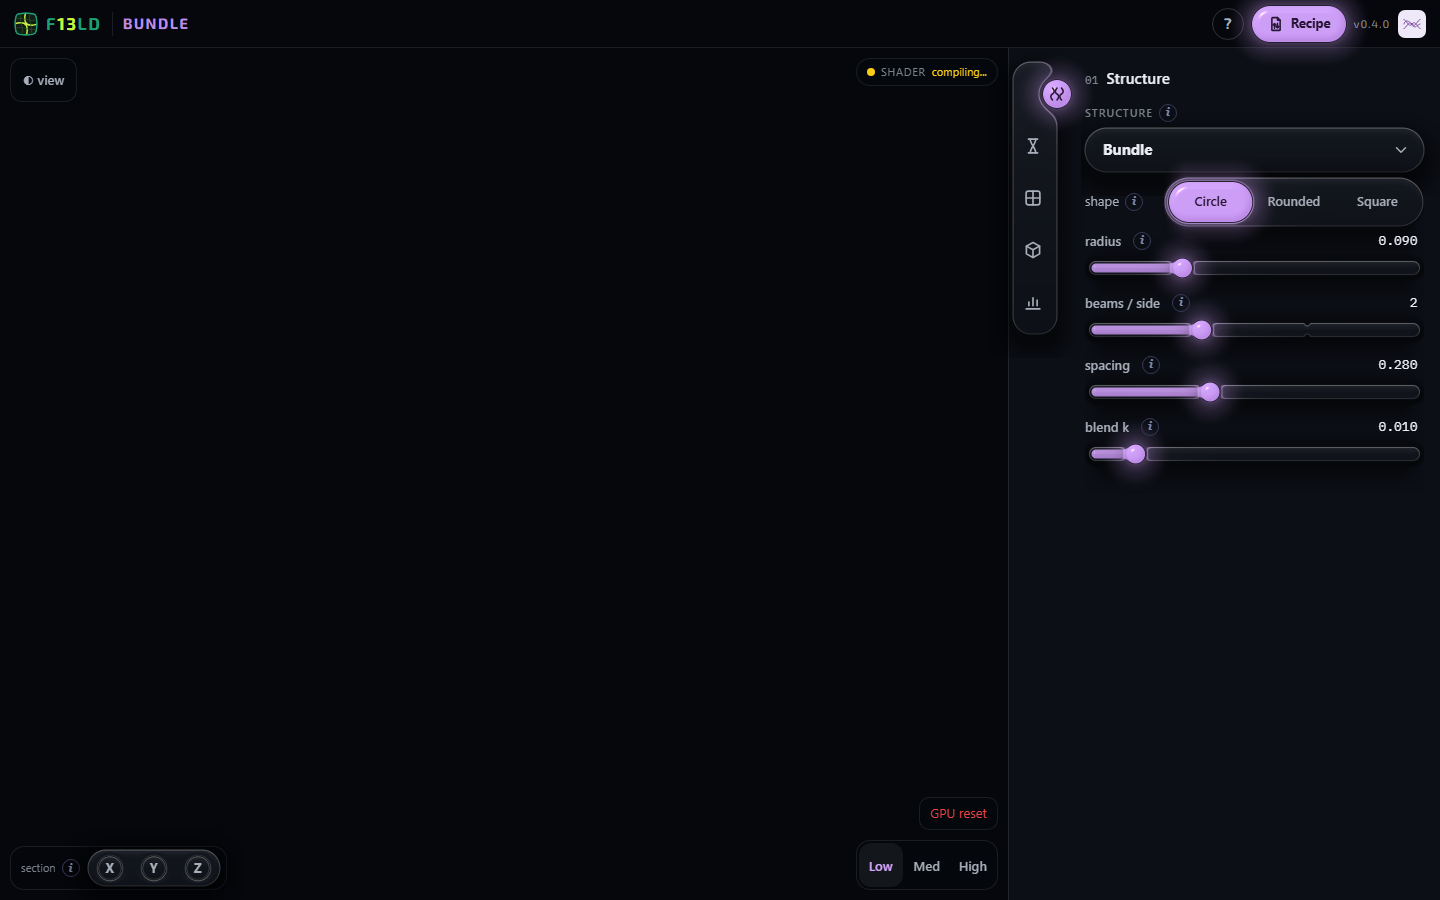 F13LD BUNDLE
? Recipe v0.4.0
view
SHADER compiling...
01 Structure
STRUCTURE i
Bundle
shape i Circle Rounded Square
radius i 0.090
beams / side i 2
spacing i 0.280
blend k i 0.010
GPU reset
section i X Y Z
Low Med High